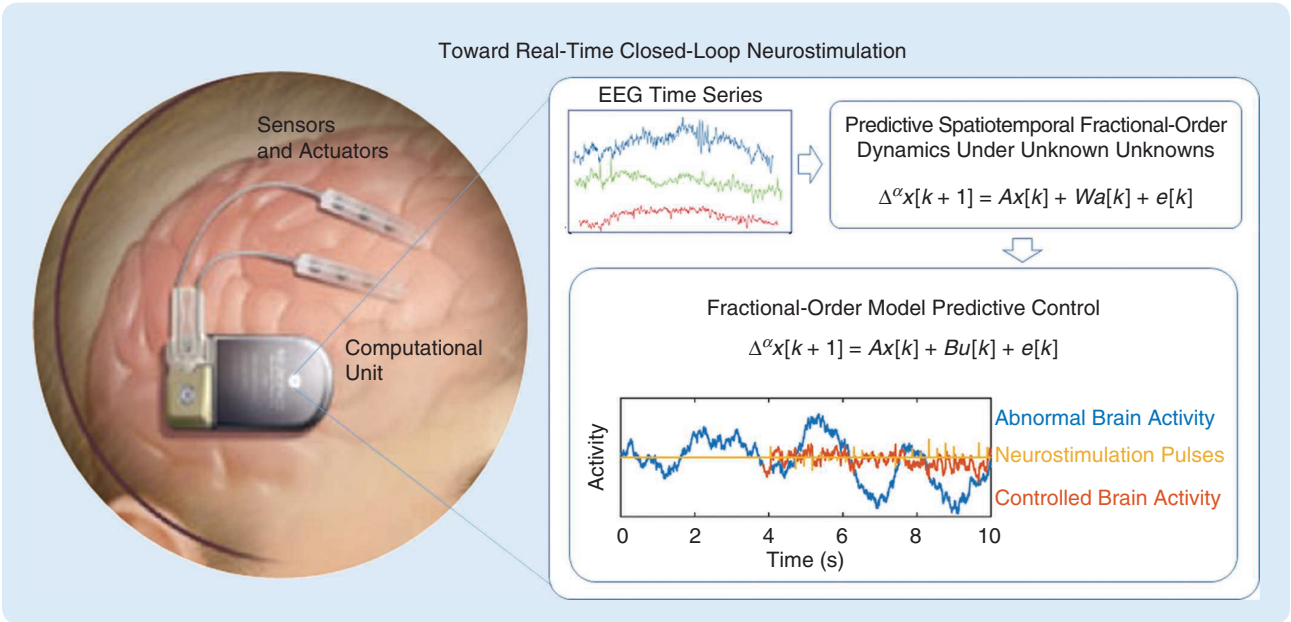 Toward Real-Time Closed-Loop Neurostimulation
Sensors
and Actuators
Computational
Unit
EEG Time Series
Predictive Spatiotemporal Fractional-Order
Dynamics Under Unknown Unknowns
Δᵅx[k + 1] = Ax[k] + Wa[k] + e[k]
Fractional-Order Model Predictive Control
Δᵅx[k + 1] = Ax[k] + Bu[k] + e[k]
Activity
Abnormal Brain Activity
Neurostimulation Pulses
Controlled Brain Activity
0 2 4 6 8 10
Time (s)